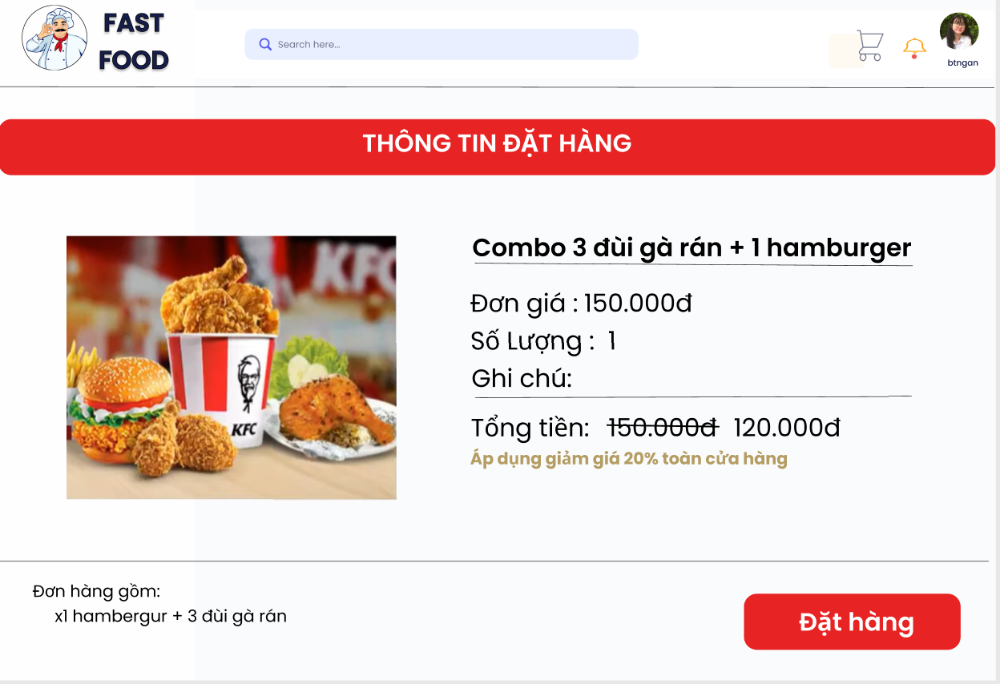 FAST
FOOD
Search here...
btngan
THÔNG TIN ĐẶT HÀNG
KFC
KFC
Combo 3 đùi gà rán + 1 hamburger
Đơn giá : 150.000đ
Số Lượng : 1
Ghi chú:
Tổng tiền: 150.000đ 120.000đ
Áp dụng giảm giá 20% toàn cửa hàng
Đơn hàng gồm:
x1 hambergur + 3 đùi gà rán
Đặt hàng